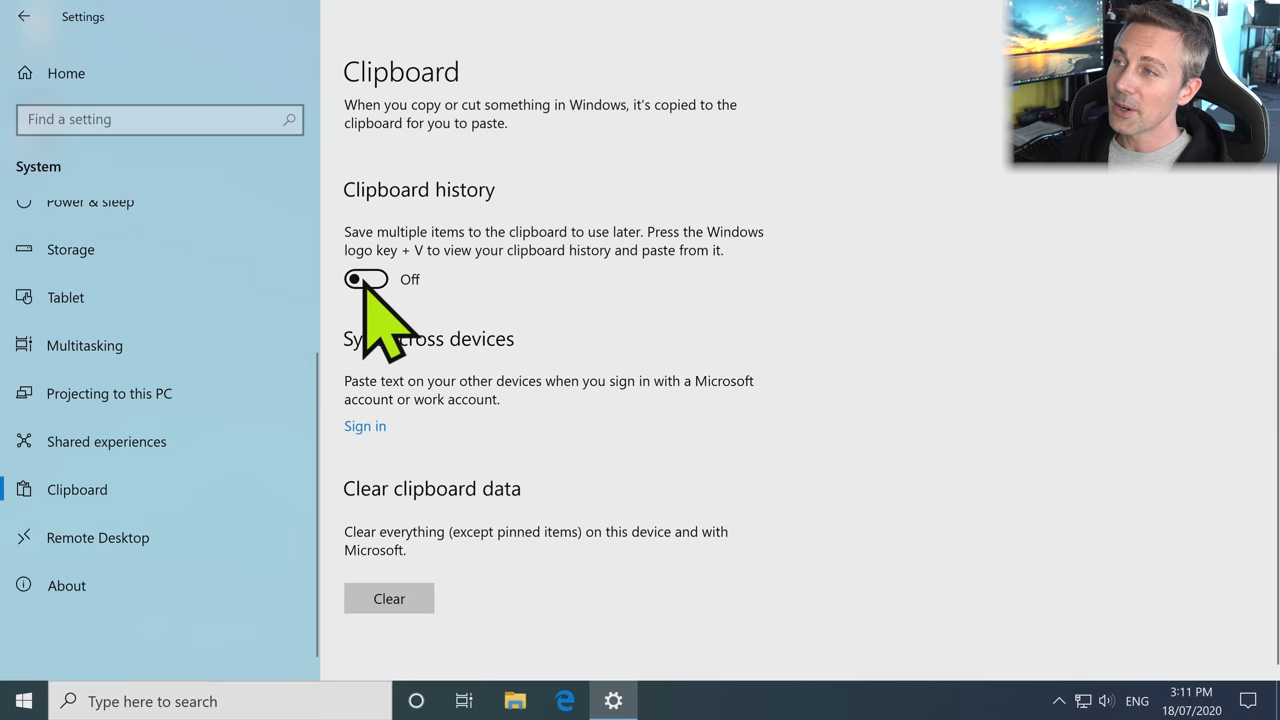 Settings
Home
Find a setting
System
Power & sleep
Storage
Tablet
Multitasking
Projecting to this PC
Shared experiences
Clipboard
Remote Desktop
About
Clipboard
When you copy or cut something in Windows, it's copied to the
clipboard for you to paste.
Clipboard history
Save multiple items to the clipboard to use later. Press the Windows
logo key + V to view your clipboard history and paste from it.
Off
devices
Paste text on your other devices when you sign in with a Microsoft
account or work account.
Sign in
Clear clipboard data
Clear everything (except pinned items) on this device and with
Microsoft.
Clear
Type here to search
ENG
3:11 PM
18/07/2020